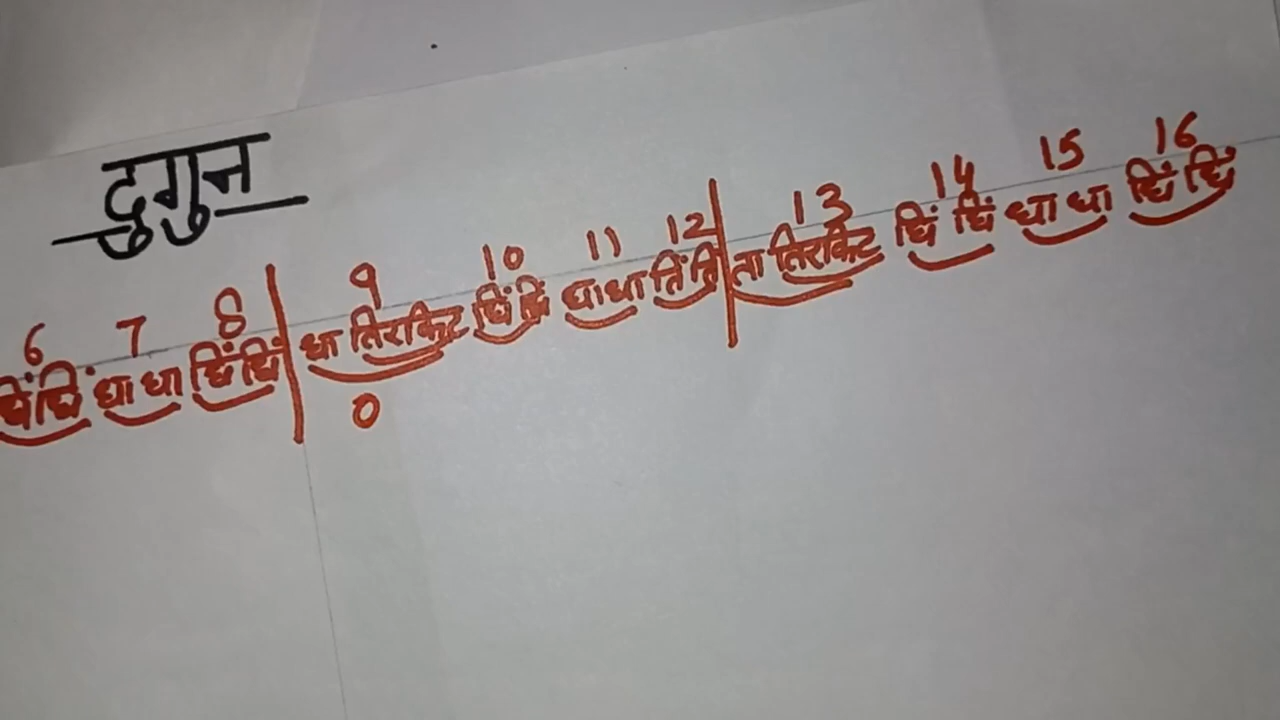 दुगुन
6 7 8 9 10 11 12 13 14 15 16
धिंधिं धा धा धिं धिं | धा तिरकिट धिं धिं धा धा तिं तिं | ता तिरकिट धिं धिं धा धा धिं धिं
0